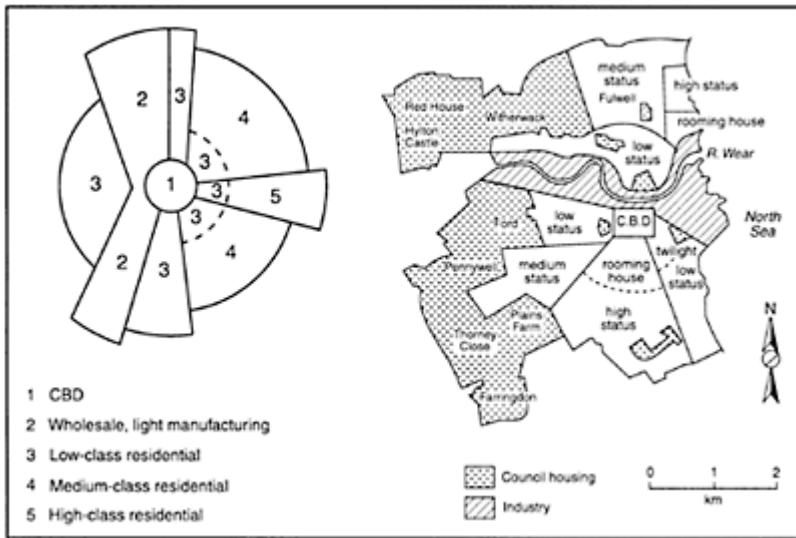 2
3
4
3
1
3
3
5
3
2
3
4
1 CBD
2 Wholesale, light manufacturing
3 Low-class residential
4 Medium-class residential
5 High-class residential
medium
status
Fulwell
high status
rooming house
Red House
Witherwack
Hylton
Castle
low
status
R. Wear
North
Sea
Ford
low
status
C.B.D
twilight
low
status
Pennywell
medium
status
rooming
house
Plains
Farm
high
status
Thorney
Close
Farringdon
N
Council housing
Industry
0 1 2
km